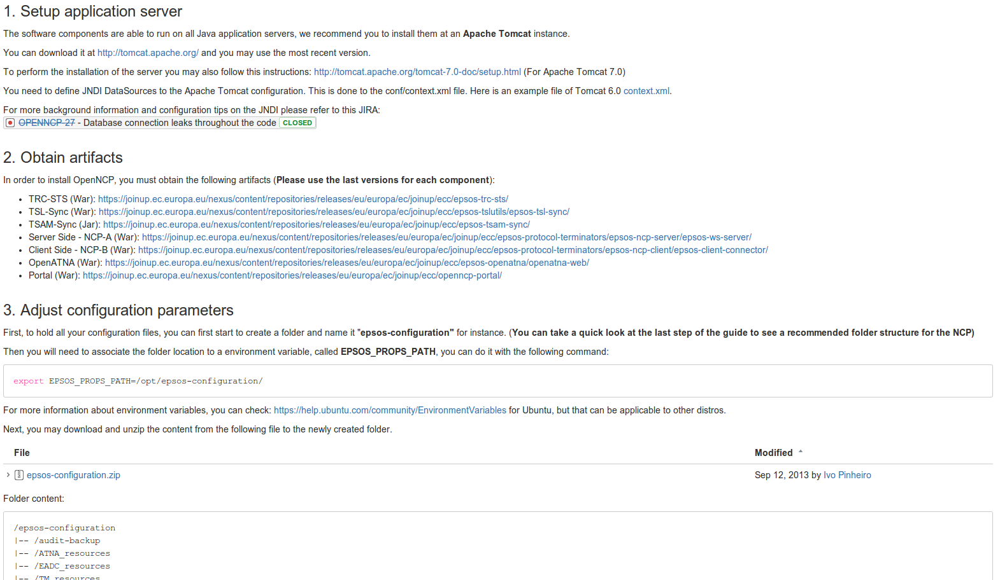 1. Setup application server
The software components are able to run on all Java application servers, we recommend you to install them at an Apache Tomcat instance.
You can download it at http://tomcat.apache.org/ and you may use the most recent version.
To perform the installation of the server you may also follow this instructions: http://tomcat.apache.org/tomcat-7.0-doc/setup.html (For Apache Tomcat 7.0)
You need to define JNDI DataSources to the Apache Tomcat configuration. This is done to the conf/context.xml file. Here is an example file of Tomcat 6.0 context.xml.
For more background information and configuration tips on the JNDI please refer to this JIRA:
OPENNCP-27 - Database connection leaks throughout the code CLOSED
2. Obtain artifacts
In order to install OpenNCP, you must obtain the following artifacts (Please use the last versions for each component):
• TRC-STS (War): https://joinup.ec.europa.eu/nexus/content/repositories/releases/eu/europa/ec/joinup/ecc/epsos-trc-sts/
• TSL-Sync (War): https://joinup.ec.europa.eu/nexus/content/repositories/releases/eu/europa/ec/joinup/ecc/epsos-tslutils/epsos-tsl-sync/
• TSAM-Sync (Jar): https://joinup.ec.europa.eu/nexus/content/repositories/releases/eu/europa/ec/joinup/ecc/epsos-tsam-sync/
• Server Side - NCP-A (War): https://joinup.ec.europa.eu/nexus/content/repositories/releases/eu/europa/ec/joinup/ecc/epsos-protocol-terminators/epsos-ncp-server/epsos-ws-server/
• Client Side - NCP-B (War): https://joinup.ec.europa.eu/nexus/content/repositories/releases/eu/europa/ec/joinup/ecc/epsos-protocol-terminators/epsos-ncp-client/epsos-client-connector/
• OpenATNA (War): https://joinup.ec.europa.eu/nexus/content/repositories/releases/eu/europa/ec/joinup/ecc/epsos-openatna/openatna-web/
• Portal (War): https://joinup.ec.europa.eu/nexus/content/repositories/releases/eu/europa/ec/joinup/ecc/openncp-portal/
3. Adjust configuration parameters
First, to hold all your configuration files, you can first start to create a folder and name it "epsos-configuration" for instance. (You can take a quick look at the last step of the guide to see a recommended folder structure for the NCP)
Then you will need to associate the folder location to a environment variable, called EPSOS_PROPS_PATH, you can do it with the following command:
export EPSOS_PROPS_PATH=/opt/epsos-configuration/
For more information about environment variables, you can check: https://help.ubuntu.com/community/EnvironmentVariables for Ubuntu, but that can be applicable to other distros.
Next, you may download and unzip the content from the following file to the newly created folder.
File Modified
epsos-configuration.zip Sep 12, 2013 by Ivo Pinheiro
Folder content:
/epsos-configuration
|-- /audit-backup
|-- /ATNA_resources
|-- /EADC_resources
|-- /TM_resources